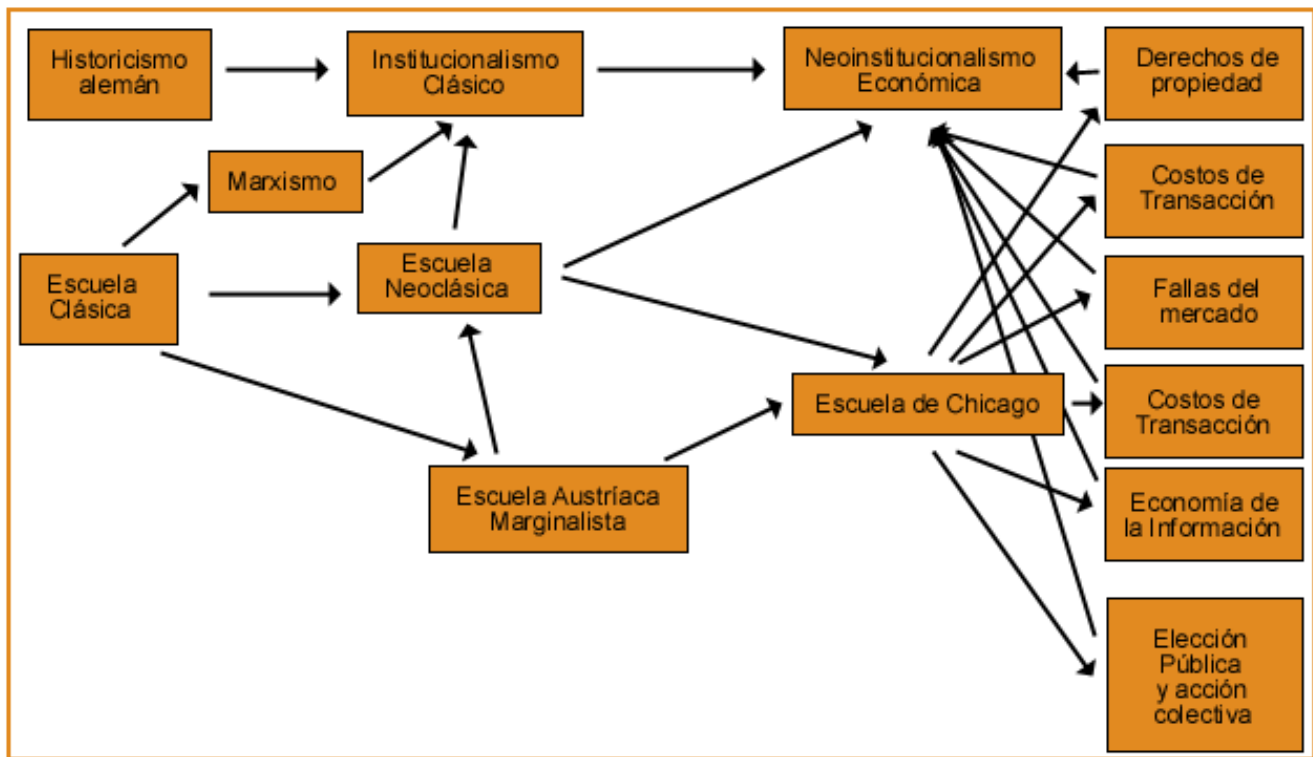 Historicismo
alemán
Institucionalismo
Clásico
Neoinstitucionalismo
Económica
Derechos de
propiedad
Marxismo
Costos de
Transacción
Escuela
Clásica
Escuela
Neoclásica
Fallas del
mercado
Escuela de Chicago
Costos de
Transacción
Escuela Austríaca
Marginalista
Economía de
la Información
Elección
Pública
y acción
colectiva